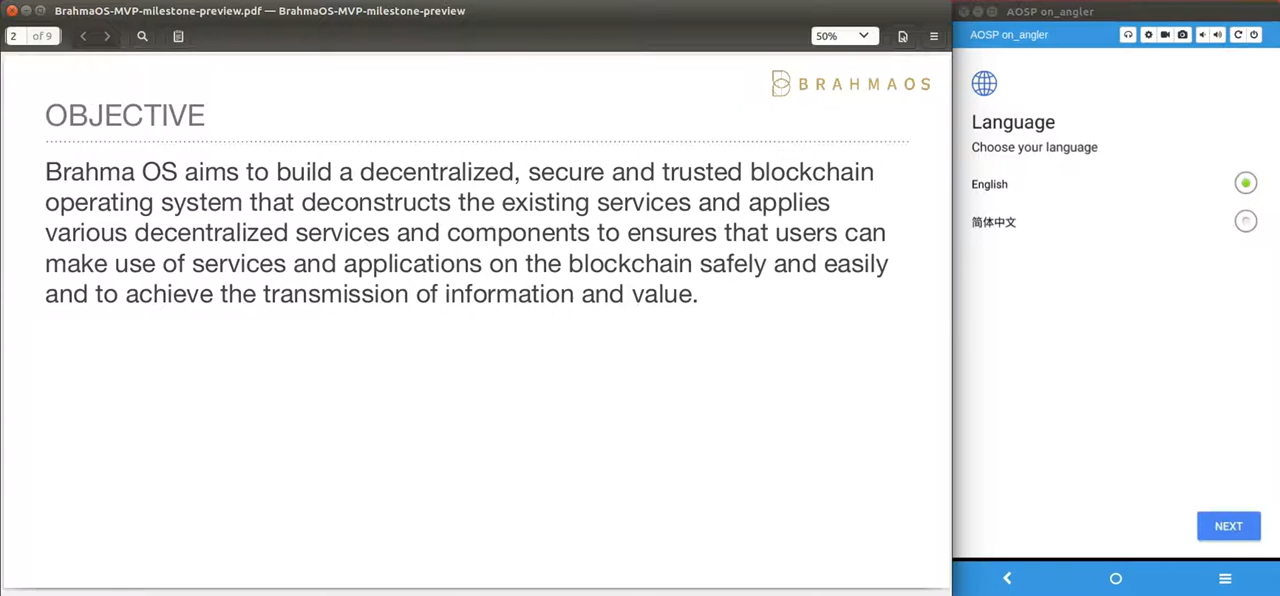 BrahmaOS-MVP-milestone-preview.pdf — BrahmaOS-MVP-milestone-preview
2 of 9
50%
BRAHMAOS
OBJECTIVE
Brahma OS aims to build a decentralized, secure and trusted blockchain
operating system that deconstructs the existing services and applies
various decentralized services and components to ensures that users can
make use of services and applications on the blockchain safely and easily
and to achieve the transmission of information and value.
AOSP on_angler
AOSP on_angler
Language
Choose your language
English
简体中文
NEXT